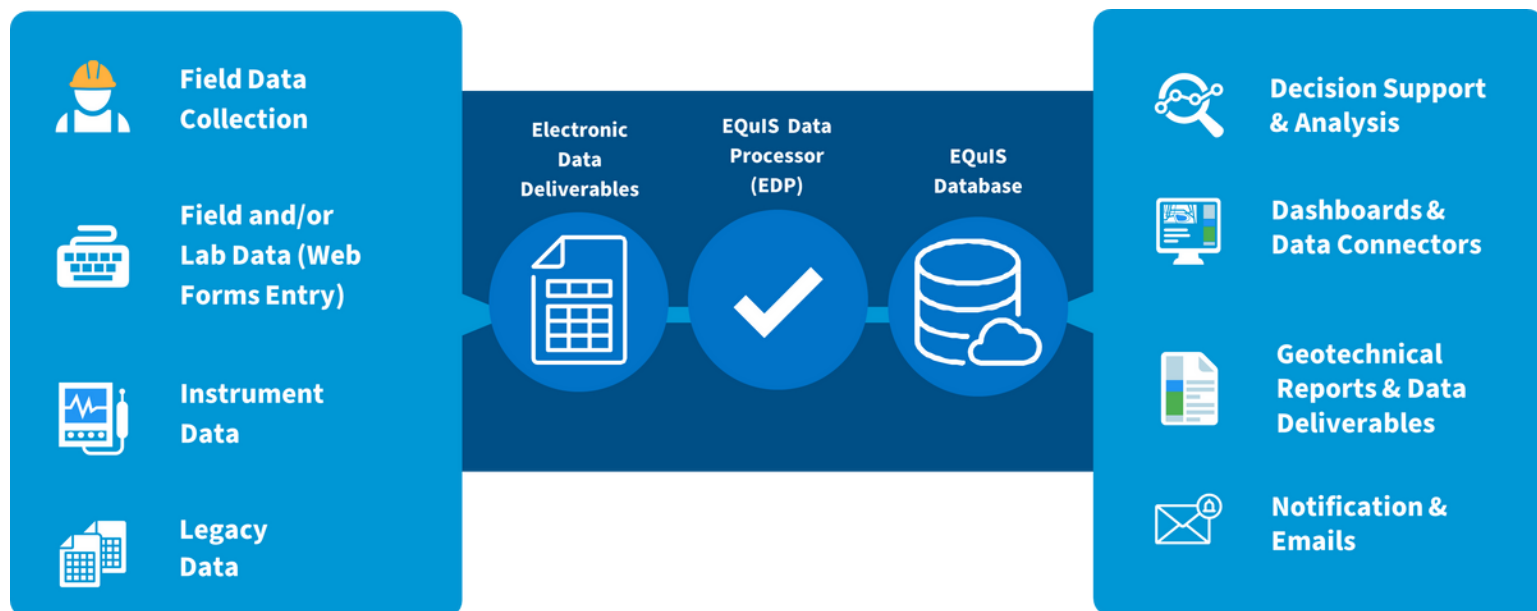 Field Data
Collection
Field and/or
Lab Data (Web
Forms Entry)
Instrument
Data
Legacy
Data
Electronic
Data
Deliverables
EQuIS Data
Processor
(EDP)
EQuIS
Database
Decision Support
& Analysis
Dashboards &
Data Connectors
Geotechnical
Reports & Data
Deliverables
Notification &
Emails